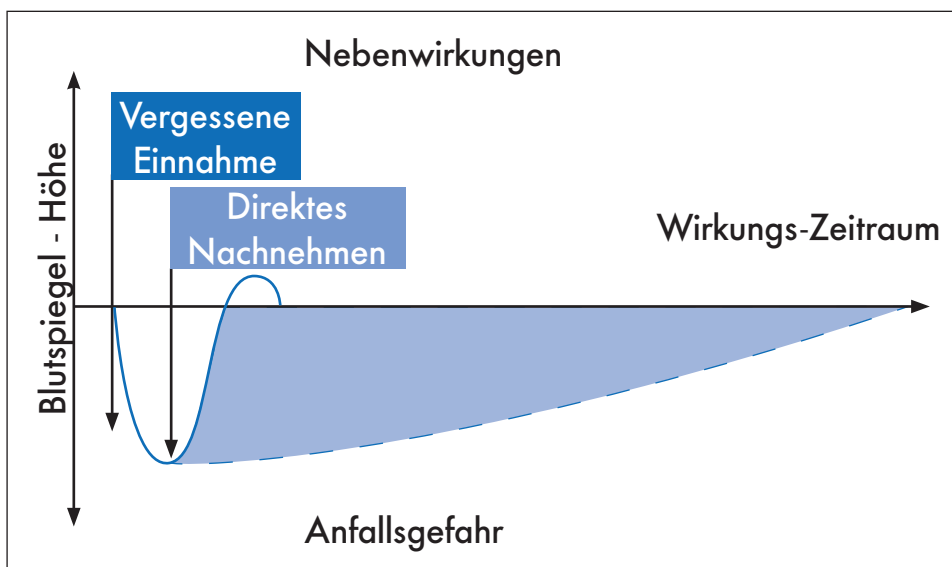 Nebenwirkungen
Vergessene
Einnahme
Direktes
Nachnehmen
Wirkungs-Zeitraum
Blutspiegel - Höhe
Anfallsgefahr